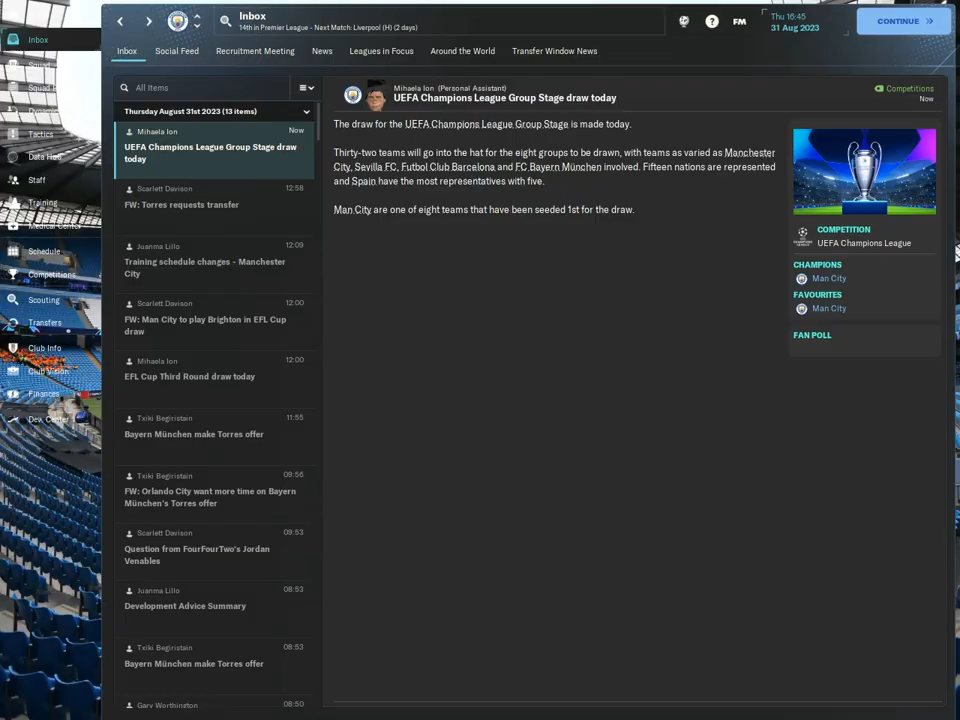 Inbox
14th in Premier League - Next Match: Liverpool (H) (2 days)
FM
Thu 16:45
31 Aug 2023
CONTINUE
Inbox
Social Feed
Recruitment Meeting
News
Leagues in Focus
Around the World
Transfer Window News
Inbox
Squad
Tactics
Data Hub
Staff
Training
Medical Center
Schedule
Competitions
Scouting
Transfers
Club Info
Club Vision
Finances
Dev. Center
All Items
Thursday August 31st 2023 (13 items)
Mihaela Ion
Now
UEFA Champions League Group Stage draw
today
Scarlett Davison
12:58
FW: Torres requests transfer
Juanma Lillo
12:09
Training schedule changes - Manchester
City
Scarlett Davison
12:00
FW: Man City to play Brighton in EFL Cup
draw
Mihaela Ion
12:00
EFL Cup Third Round draw today
Txiki Begiristain
11:55
Bayern München make Torres offer
Txiki Begiristain
09:56
FW: Orlando City want more time on Bayern
München's Torres offer
Scarlett Davison
09:53
Question from FourFourTwo's Jordan
Venables
Juanma Lillo
08:53
Development Advice Summary
Txiki Begiristain
08:53
Bayern München make Torres offer
Gary Worthington
08:50
Mihaela Ion (Personal Assistant)
UEFA Champions League Group Stage draw today
Competitions
Now
The draw for the UEFA Champions League Group Stage is made today.
Thirty-two teams will go into the hat for the eight groups to be drawn, with teams as varied as Manchester
City, Sevilla FC, Futbol Club Barcelona and FC Bayern München involved. Fifteen nations are represented
and Spain have the most representatives with five.
Man City are one of eight teams that have been seeded 1st for the draw.
COMPETITION
UEFA Champions League
CHAMPIONS
Man City
FAVOURITES
Man City
FAN POLL